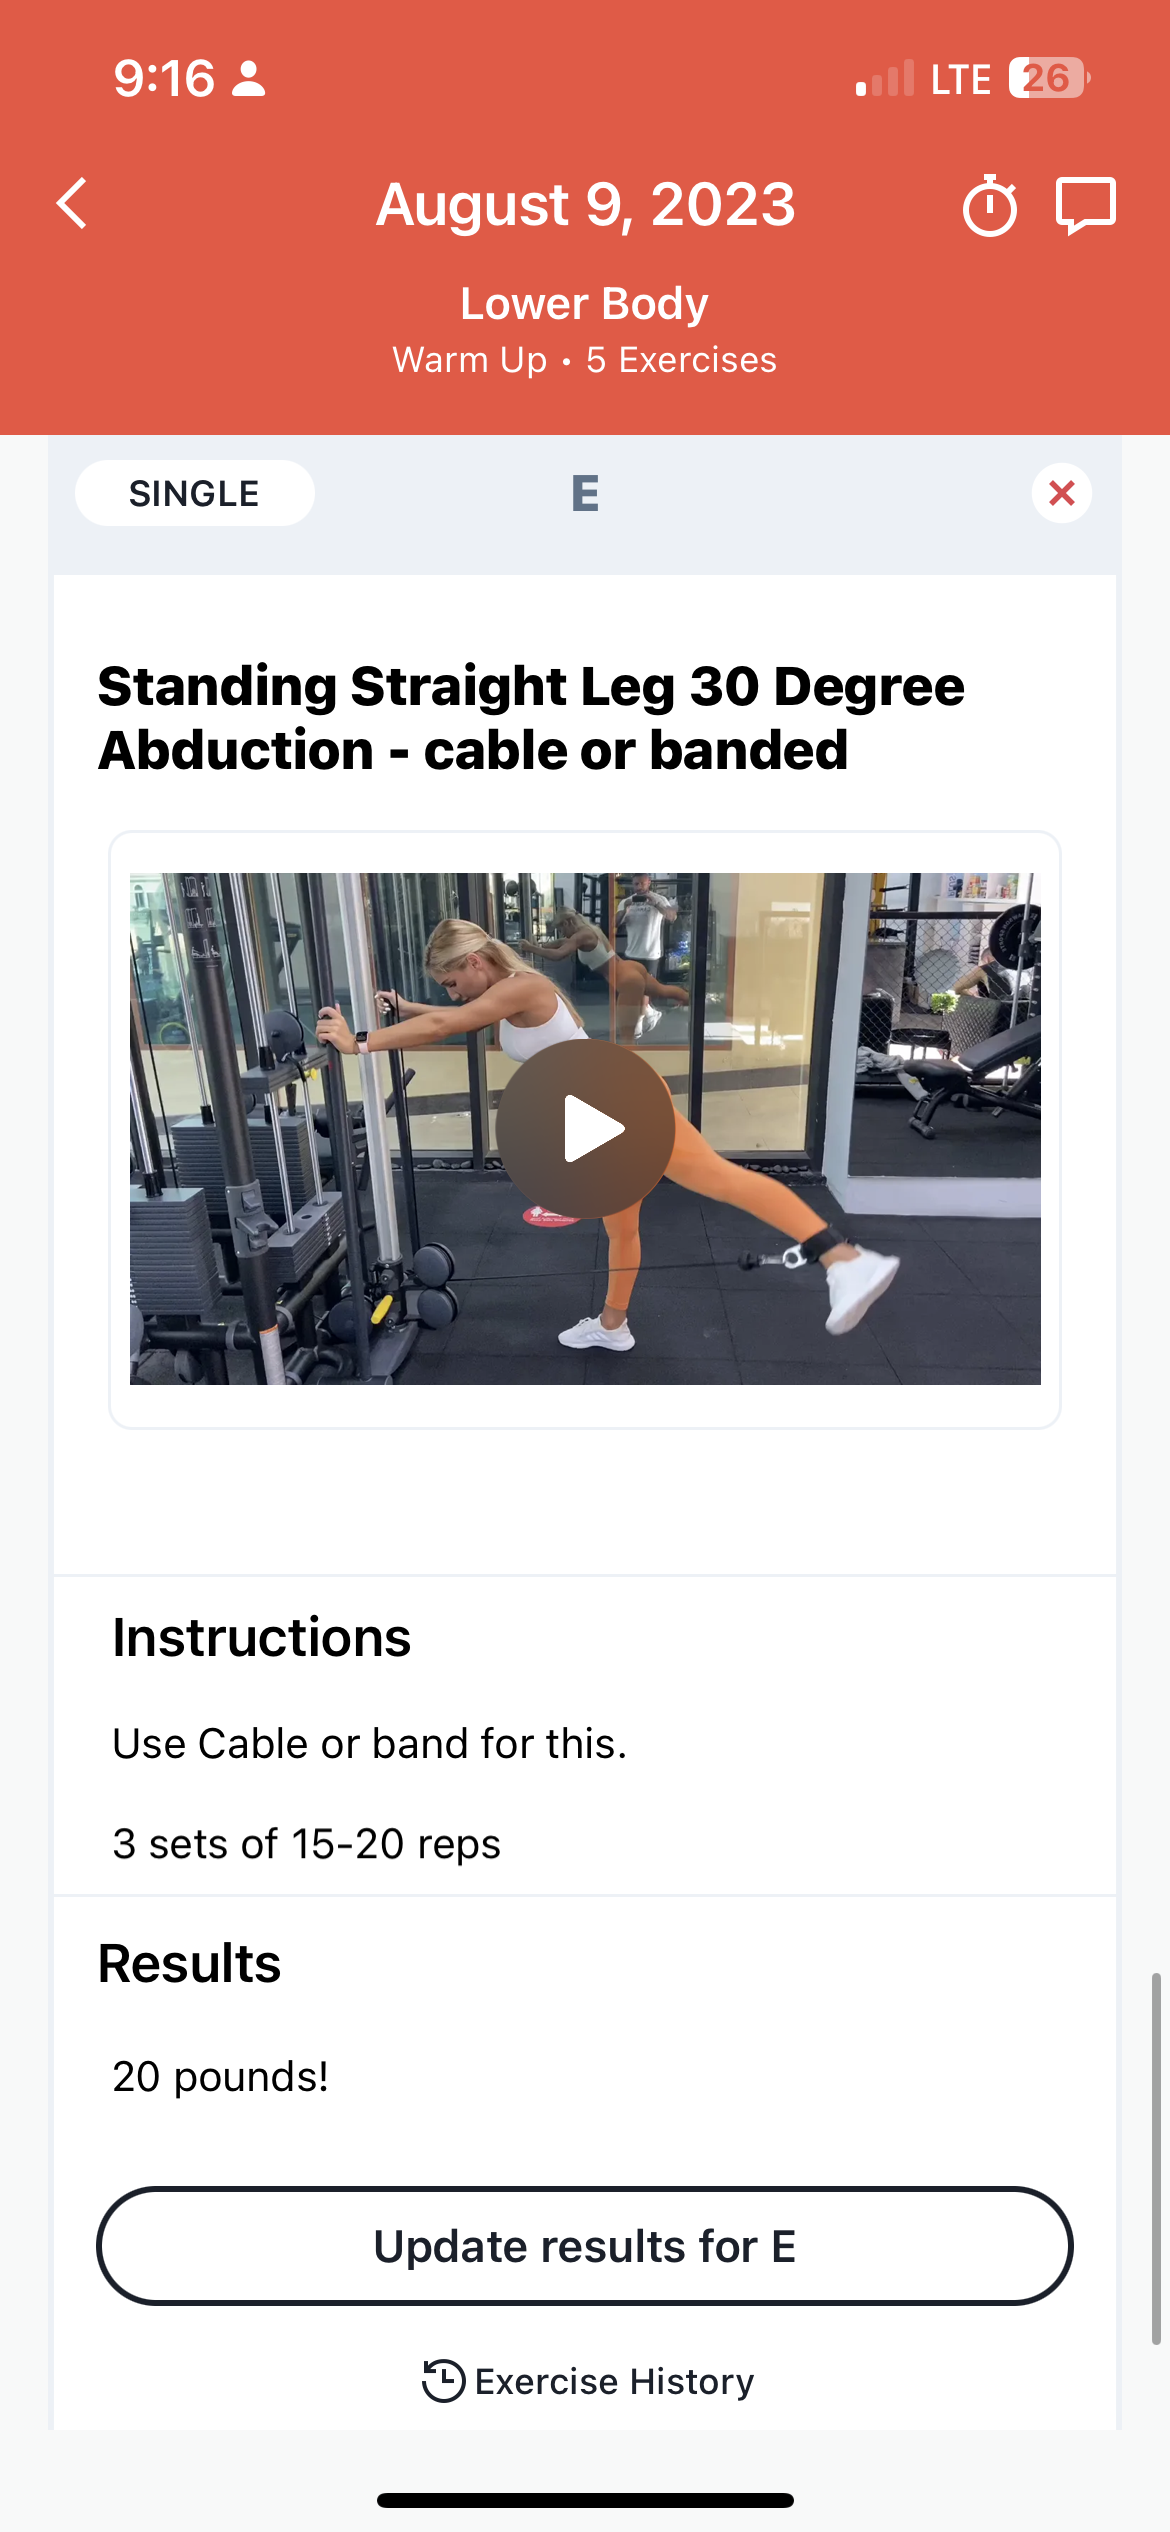 9:16
LTE 26
August 9, 2023
Lower Body
Warm Up • 5 Exercises
SINGLE
E
Standing Straight Leg 30 Degree
Abduction - cable or banded
Instructions
Use Cable or band for this.
3 sets of 15-20 reps
Results
20 pounds!
Update results for E
Exercise History